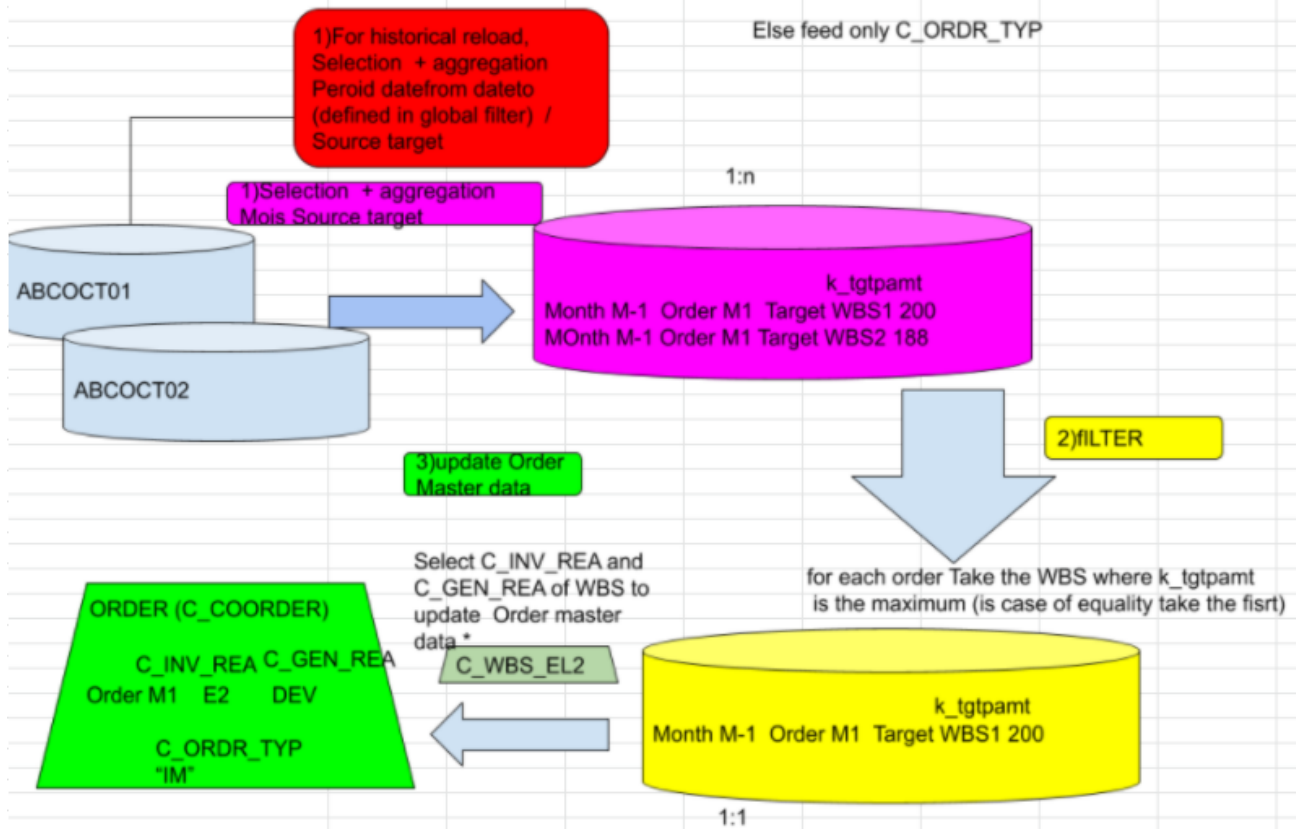 1)For historical reload,
Selection + aggregation
Peroid datefrom dateto
(defined in global filter) /
Source target
Else feed only C_ORDR_TYP
1)Selection + aggregation
Mois Source target
1:n
ABCOCT01
ABCOCT02
k_tgtpamt
Month M-1 Order M1 Target WBS1 200
MOnth M-1 Order M1 Target WBS2 188
2)fILTER
3)update Order
Master data
for each order Take the WBS where k_tgtpamt
is the maximum (is case of equality take the fisrt)
Select C_INV_REA and
C_GEN_REA of WBS to
update Order master
data *
C_WBS_EL2
ORDER (C_COORDER)
C_INV_REA C_GEN_REA
Order M1 E2 DEV
C_ORDR_TYP
"IM"
k_tgtpamt
Month M-1 Order M1 Target WBS1 200
1:1